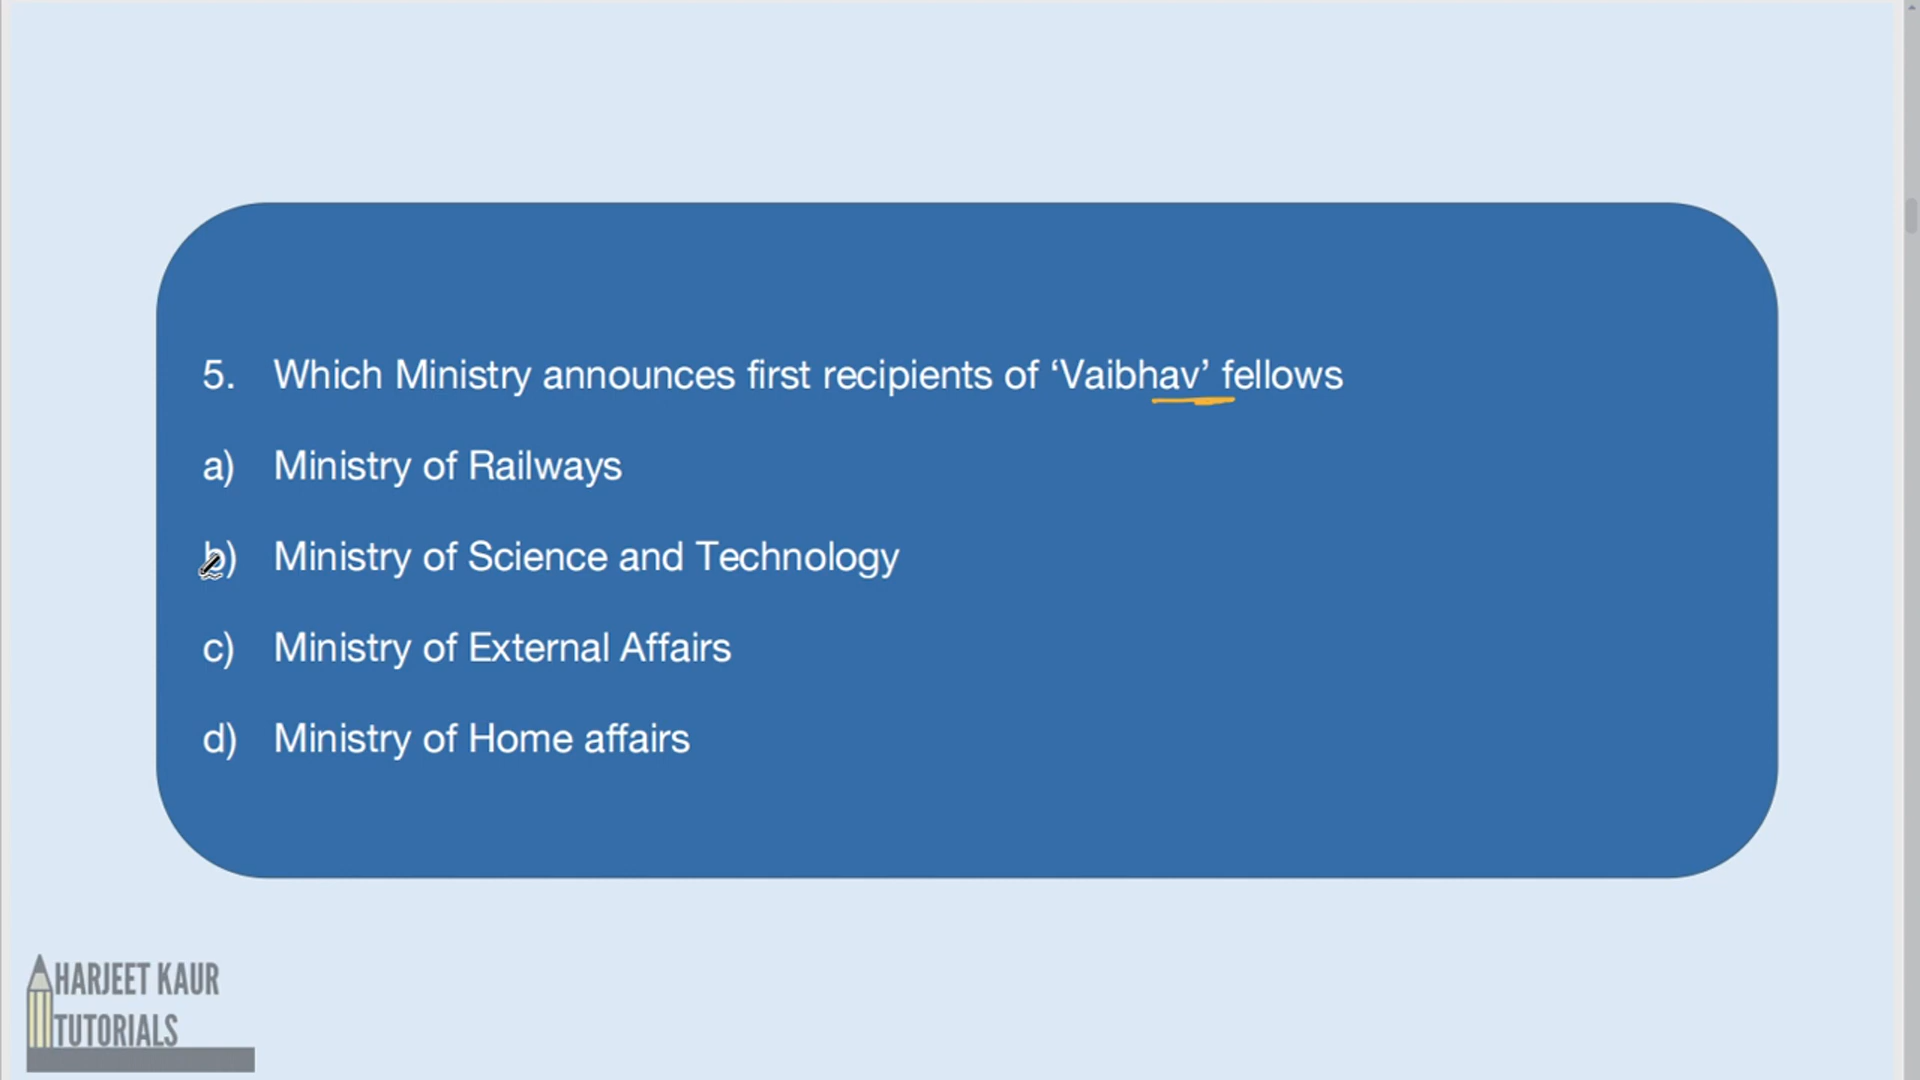 5. Which Ministry announces first recipients of ‘Vaibhav’ fellows
a) Ministry of Railways
b) Ministry of Science and Technology
c) Ministry of External Affairs
d) Ministry of Home affairs
HARJEET KAUR
TUTORIALS